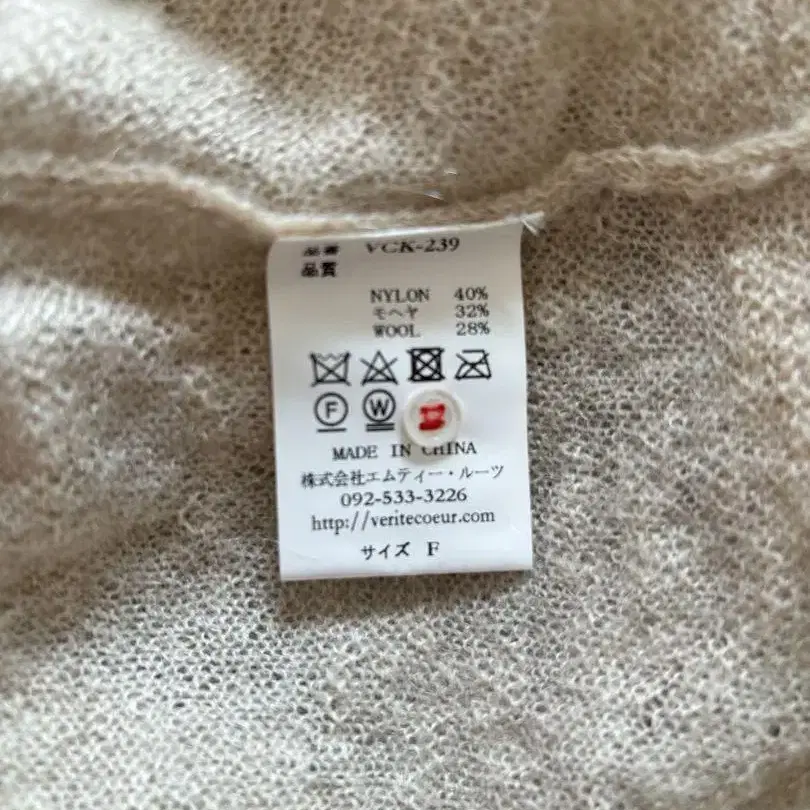 品番 VCK-239
品質
NYLON 40%
モヘヤ 32%
WOOL 28%
F W
MADE IN CHINA
株式会社エムティー・ルーツ
092-533-3226
http://veritecoeur.com
サイズ F